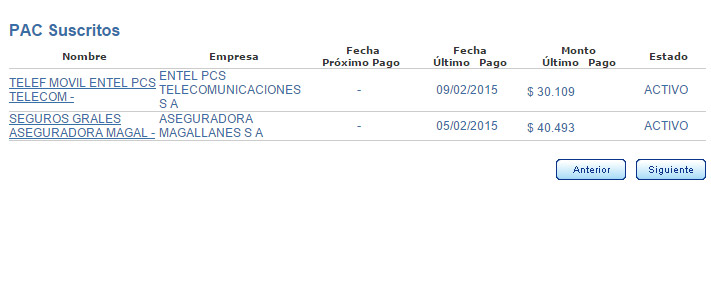 PAC Suscritos
Nombre Empresa Fecha Próximo Pago Fecha Último Pago Monto Último Pago Estado
TELEF MOVIL ENTEL PCS TELECOM - ENTEL PCS TELECOMUNICACIONES S A - 09/02/2015 $ 30.109 ACTIVO
SEGUROS GRALES ASEGURADORA MAGAL - ASEGURADORA MAGALLANES S A - 05/02/2015 $ 40.493 ACTIVO
Anterior Siguiente